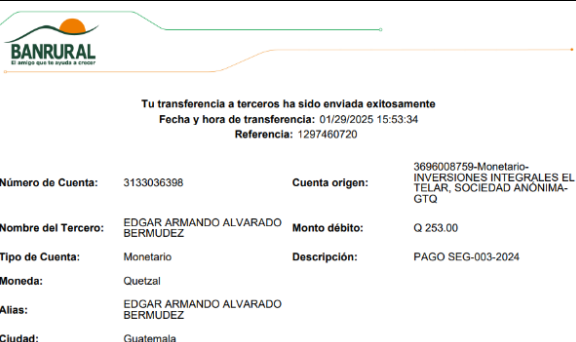 BANRURAL
El amigo que te ayuda a crecer
Tu transferencia a terceros ha sido enviada exitosamente
Fecha y hora de transferencia: 01/29/2025 15:53:34
Referencia: 1297460720
Número de Cuenta: 3133036398
Cuenta origen: 3696008759-Monetario-
INVERSIONES INTEGRALES EL
TELAR, SOCIEDAD ANÓNIMA-
GTQ
Nombre del Tercero: EDGAR ARMANDO ALVARADO
BERMUDEZ
Monto débito: Q 253.00
Tipo de Cuenta: Monetario
Descripción: PAGO SEG-003-2024
Moneda: Quetzal
Alias: EDGAR ARMANDO ALVARADO
BERMUDEZ
Ciudad: Guatemala